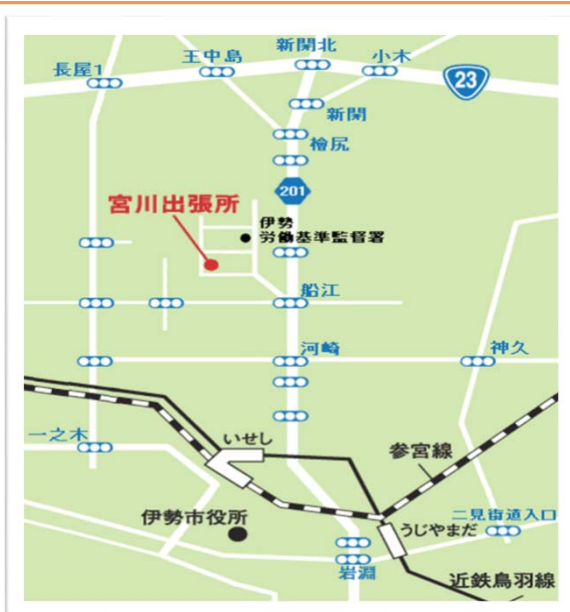 新開北
王中島
小木
長屋1
23
新開
檜尻
201
宮川出張所
伊勢
労働基準監督署
船江
河崎
神久
一之木
いせし
参宮線
伊勢市役所
二見街道入口
うじやまだ
岩淵
近鉄鳥羽線